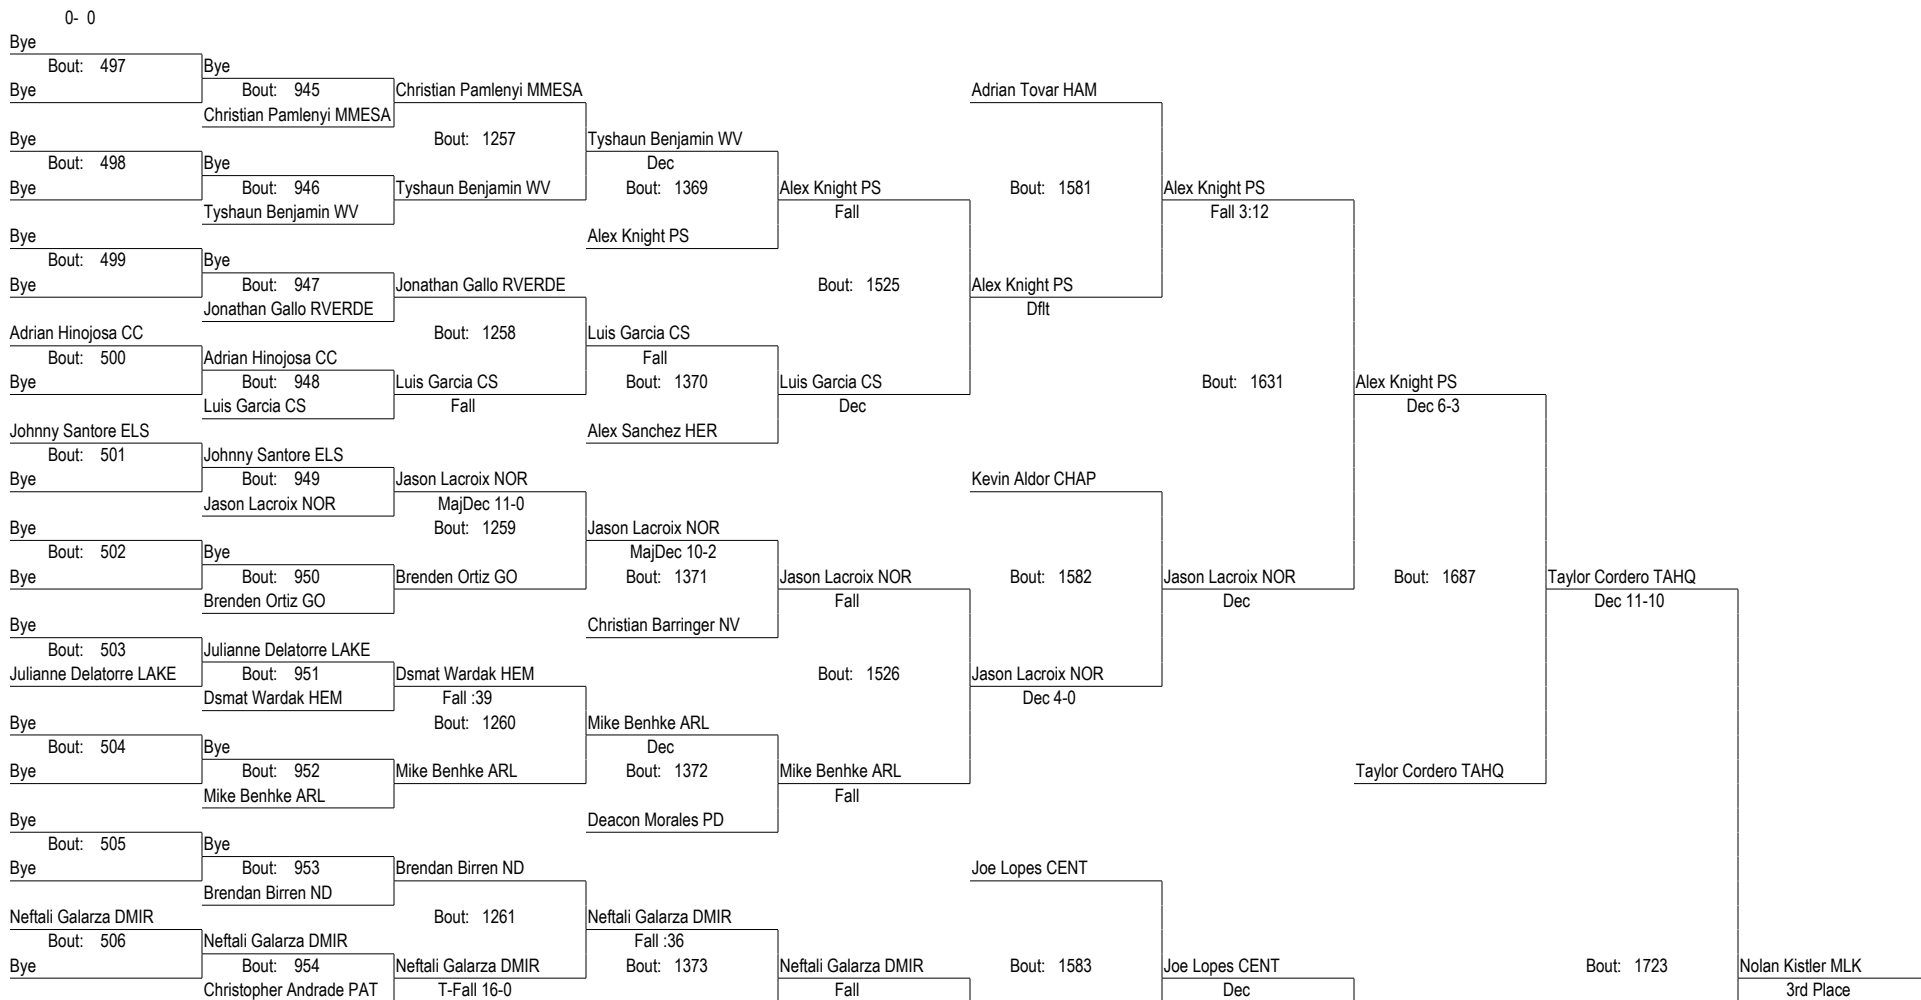 0- 0
Bye
Bout: 497 Bye
Bye Bout: 945 Christian Pamlenyi MMESA Adrian Tovar HAM
Christian Pamlenyi MMESA
Bye Bout: 1257 Tyshaun Benjamin WV
Bout: 498 Bye Dec
Bye Bout: 946 Tyshaun Benjamin WV Bout: 1369 Alex Knight PS Bout: 1581 Alex Knight PS
Tyshaun Benjamin WV Fall Fall 3:12
Bye Alex Knight PS
Bout: 499 Bye
Bye Bout: 947 Jonathan Gallo RVERDE Bout: 1525 Alex Knight PS
Jonathan Gallo RVERDE Dflt
Adrian Hinojosa CC Bout: 1258 Luis Garcia CS
Bout: 500 Adrian Hinojosa CC Fall
Bye Bout: 948 Luis Garcia CS Bout: 1370 Luis Garcia CS Bout: 1631 Alex Knight PS
Luis Garcia CS Fall Dec Dec 6-3
Johnny Santore ELS Alex Sanchez HER
Bout: 501 Johnny Santore ELS
Bye Bout: 949 Jason Lacroix NOR Kevin Aldor CHAP
Jason Lacroix NOR MajDec 11-0
Bye Bout: 1259 Jason Lacroix NOR
Bout: 502 Bye MajDec 10-2
Bye Bout: 950 Brenden Ortiz GO Bout: 1371 Jason Lacroix NOR Bout: 1582 Jason Lacroix NOR Bout: 1687 Taylor Cordero TAHQ
Brenden Ortiz GO Fall Dec Dec 11-10
Bye Christian Barringer NV
Bout: 503 Julianne Delatorre LAKE
Julianne Delatorre LAKE Bout: 951 Dsmat Wardak HEM Bout: 1526 Jason Lacroix NOR
Dsmat Wardak HEM Fall :39 Dec 4-0
Bye Bout: 1260 Mike Benhke ARL
Bout: 504 Bye Dec
Bye Bout: 952 Mike Benhke ARL Bout: 1372 Mike Benhke ARL Taylor Cordero TAHQ
Mike Benhke ARL Fall
Bye Deacon Morales PD
Bout: 505 Bye
Bye Bout: 953 Brendan Birren ND Joe Lopes CENT
Brendan Birren ND
Neftali Galarza DMIR Bout: 1261 Neftali Galarza DMIR
Bout: 506 Neftali Galarza DMIR Fall :36
Bye Bout: 954 Neftali Galarza DMIR Bout: 1373 Neftali Galarza DMIR Bout: 1583 Joe Lopes CENT Bout: 1723 Nolan Kistler MLK
Christopher Andrade PAT T-Fall 16-0 Fall Dec 3rd Place